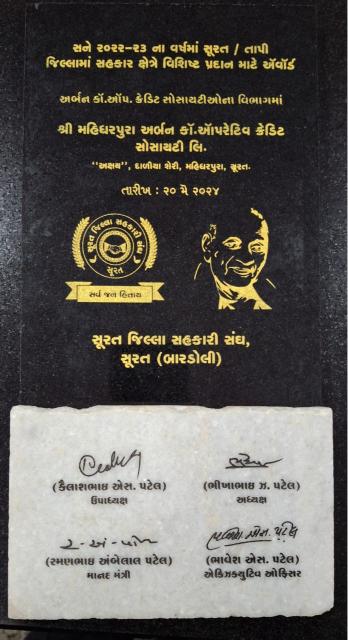 સને ૨૦૨૨-૨૩ ના વર્ષમાં સૂરત / તાપી
જિલ્લામાં સહકાર ક્ષેત્રે વિશિષ્ટ પ્રદાન માટે એવૉર્ડ
અર્બન કૉ.ઑપ. ક્રેડિટ સોસાયટીઓના વિભાગમાં
શ્રી મહિધરપુરા અર્બન કૉ.ઑપરેટિવ ક્રેડિટ
સોસાયટી લિ.
"અક્ષય", દાળીયા શેરી, મહિધરપુરા, સૂરત.
તારીખ : ૨૦ મે ૨૦૨૪
સૂરત જિલ્લા સહકારી સંઘ
સૂરત
સર્વ જન હિતાય
સૂરત જિલ્લા સહકારી સંઘ,
સૂરત (બારડોલી)
(કૈલાશભાઇ એસ. પટેલ)
ઉપાધ્યક્ષ
(ભીખાભાઇ ઝ. પટેલ)
અધ્યક્ષ
(રમણભાઇ અંબેલાલ પટેલ)
માનદ મંત્રી
(ભાવેશ એસ. પટેલ)
એકિઝક્યુટિવ ઓફિસર